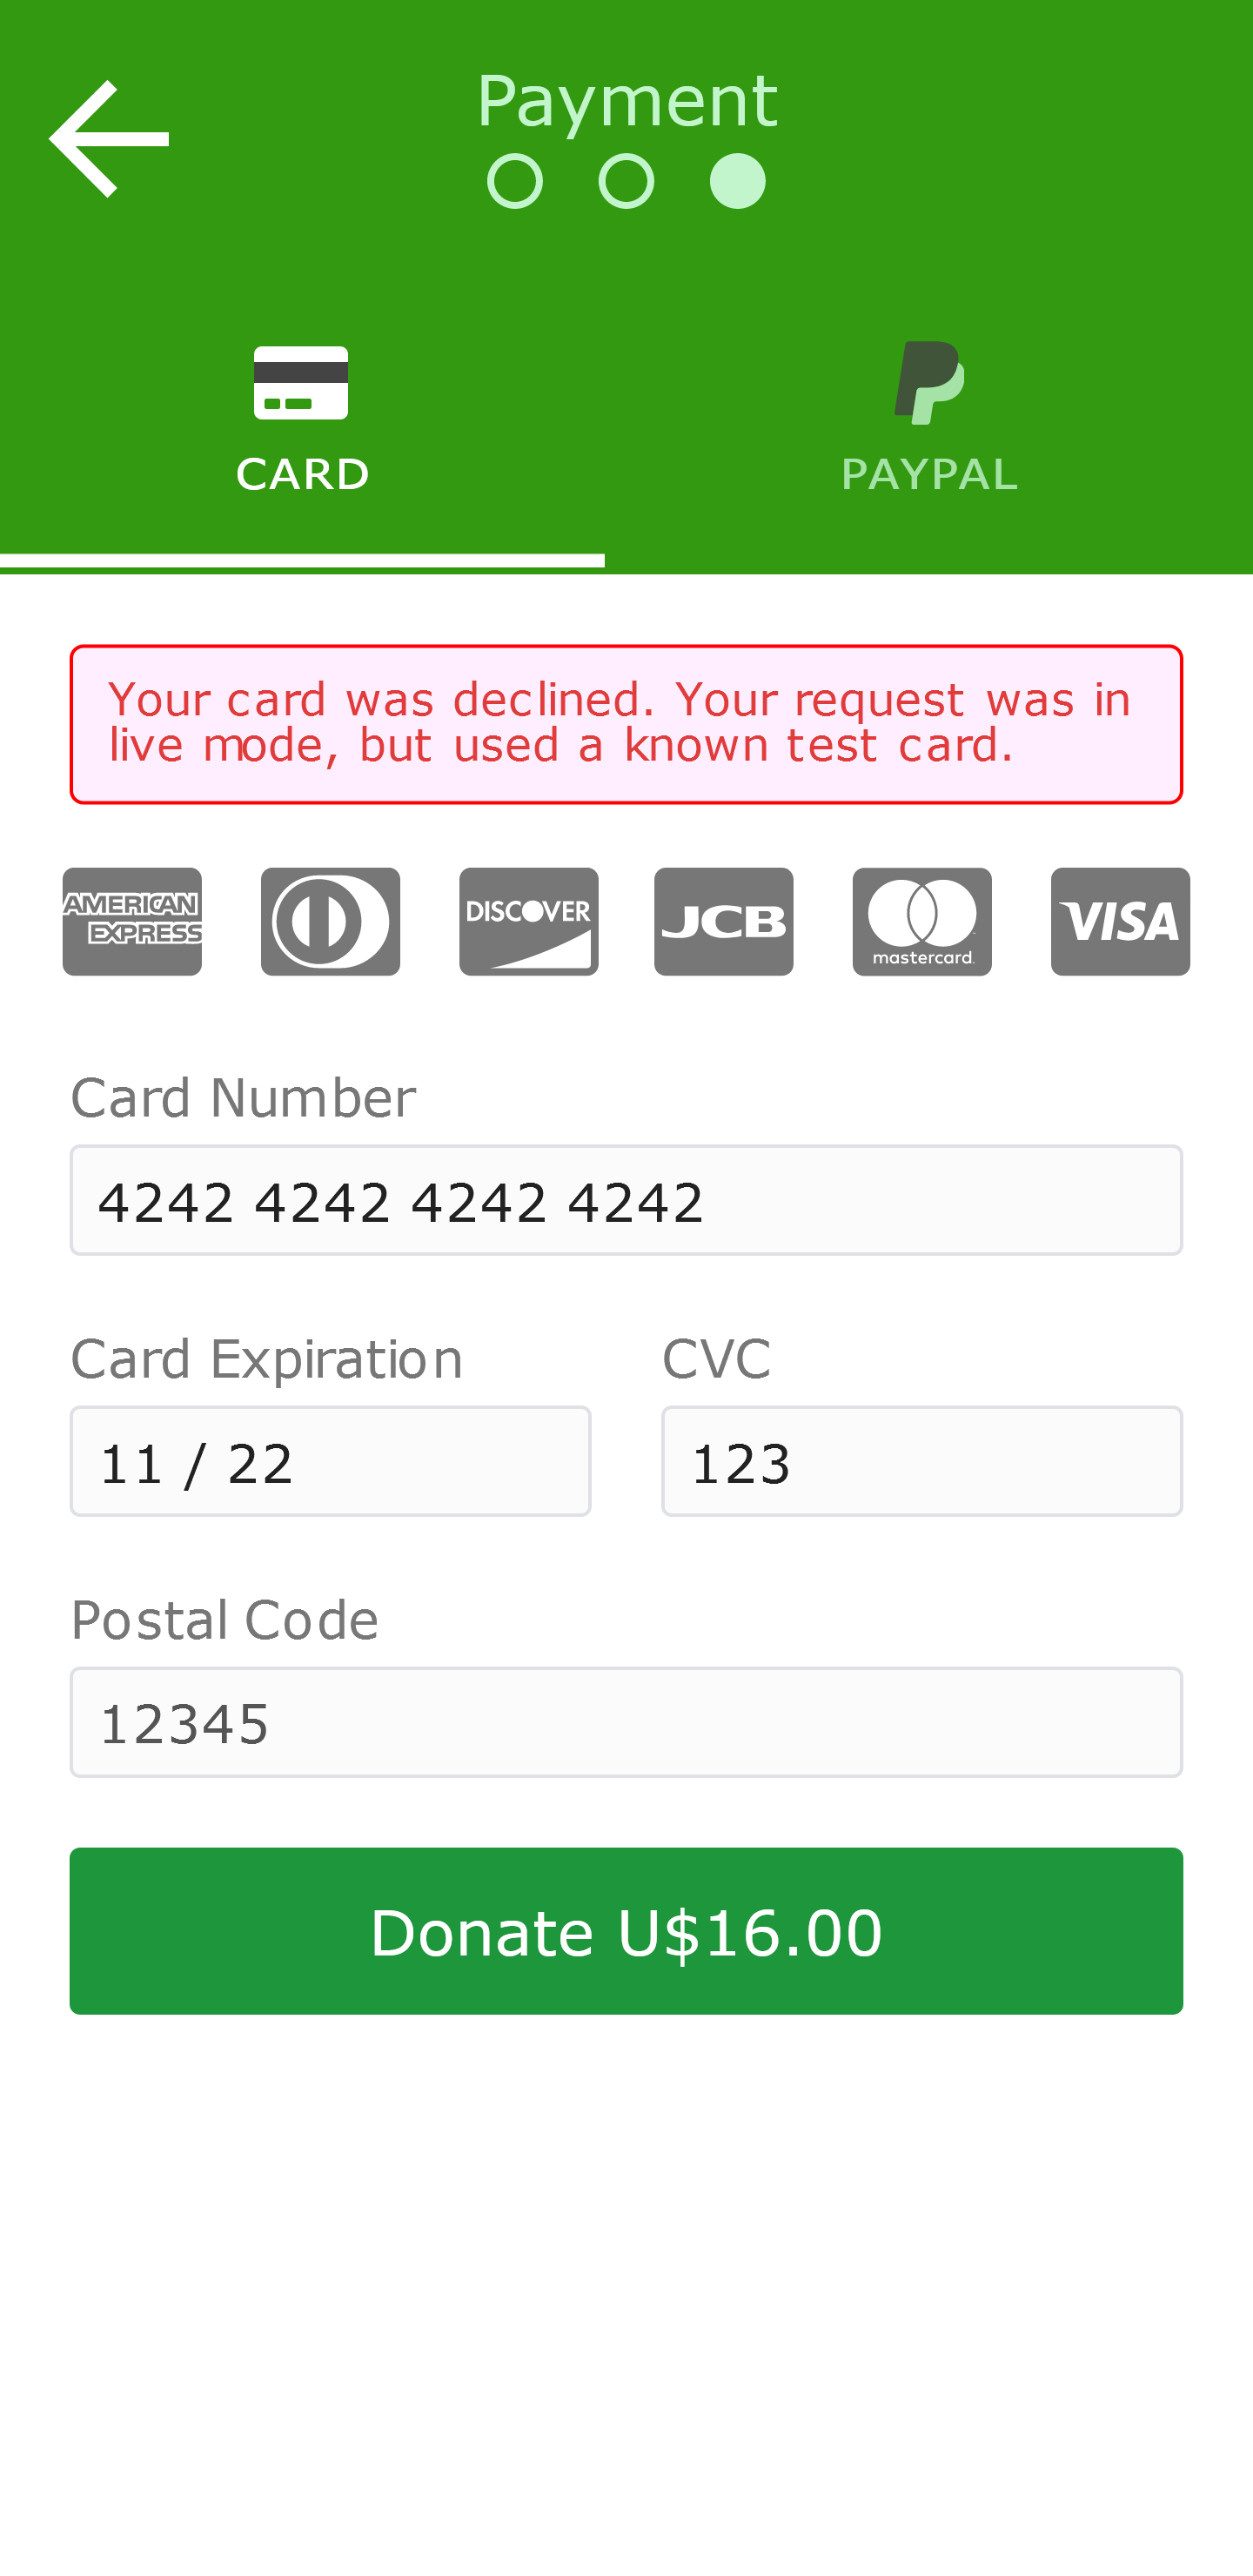 Payment
CARD
PAYPAL
Your card was declined. Your request was in
live mode, but used a known test card.
AMERICAN
EXPRESS
DISCOVER
JCB
mastercard.
VISA
Card Number
4242 4242 4242 4242
Card Expiration
CVC
11 / 22
123
Postal Code
12345
Donate U$16.00